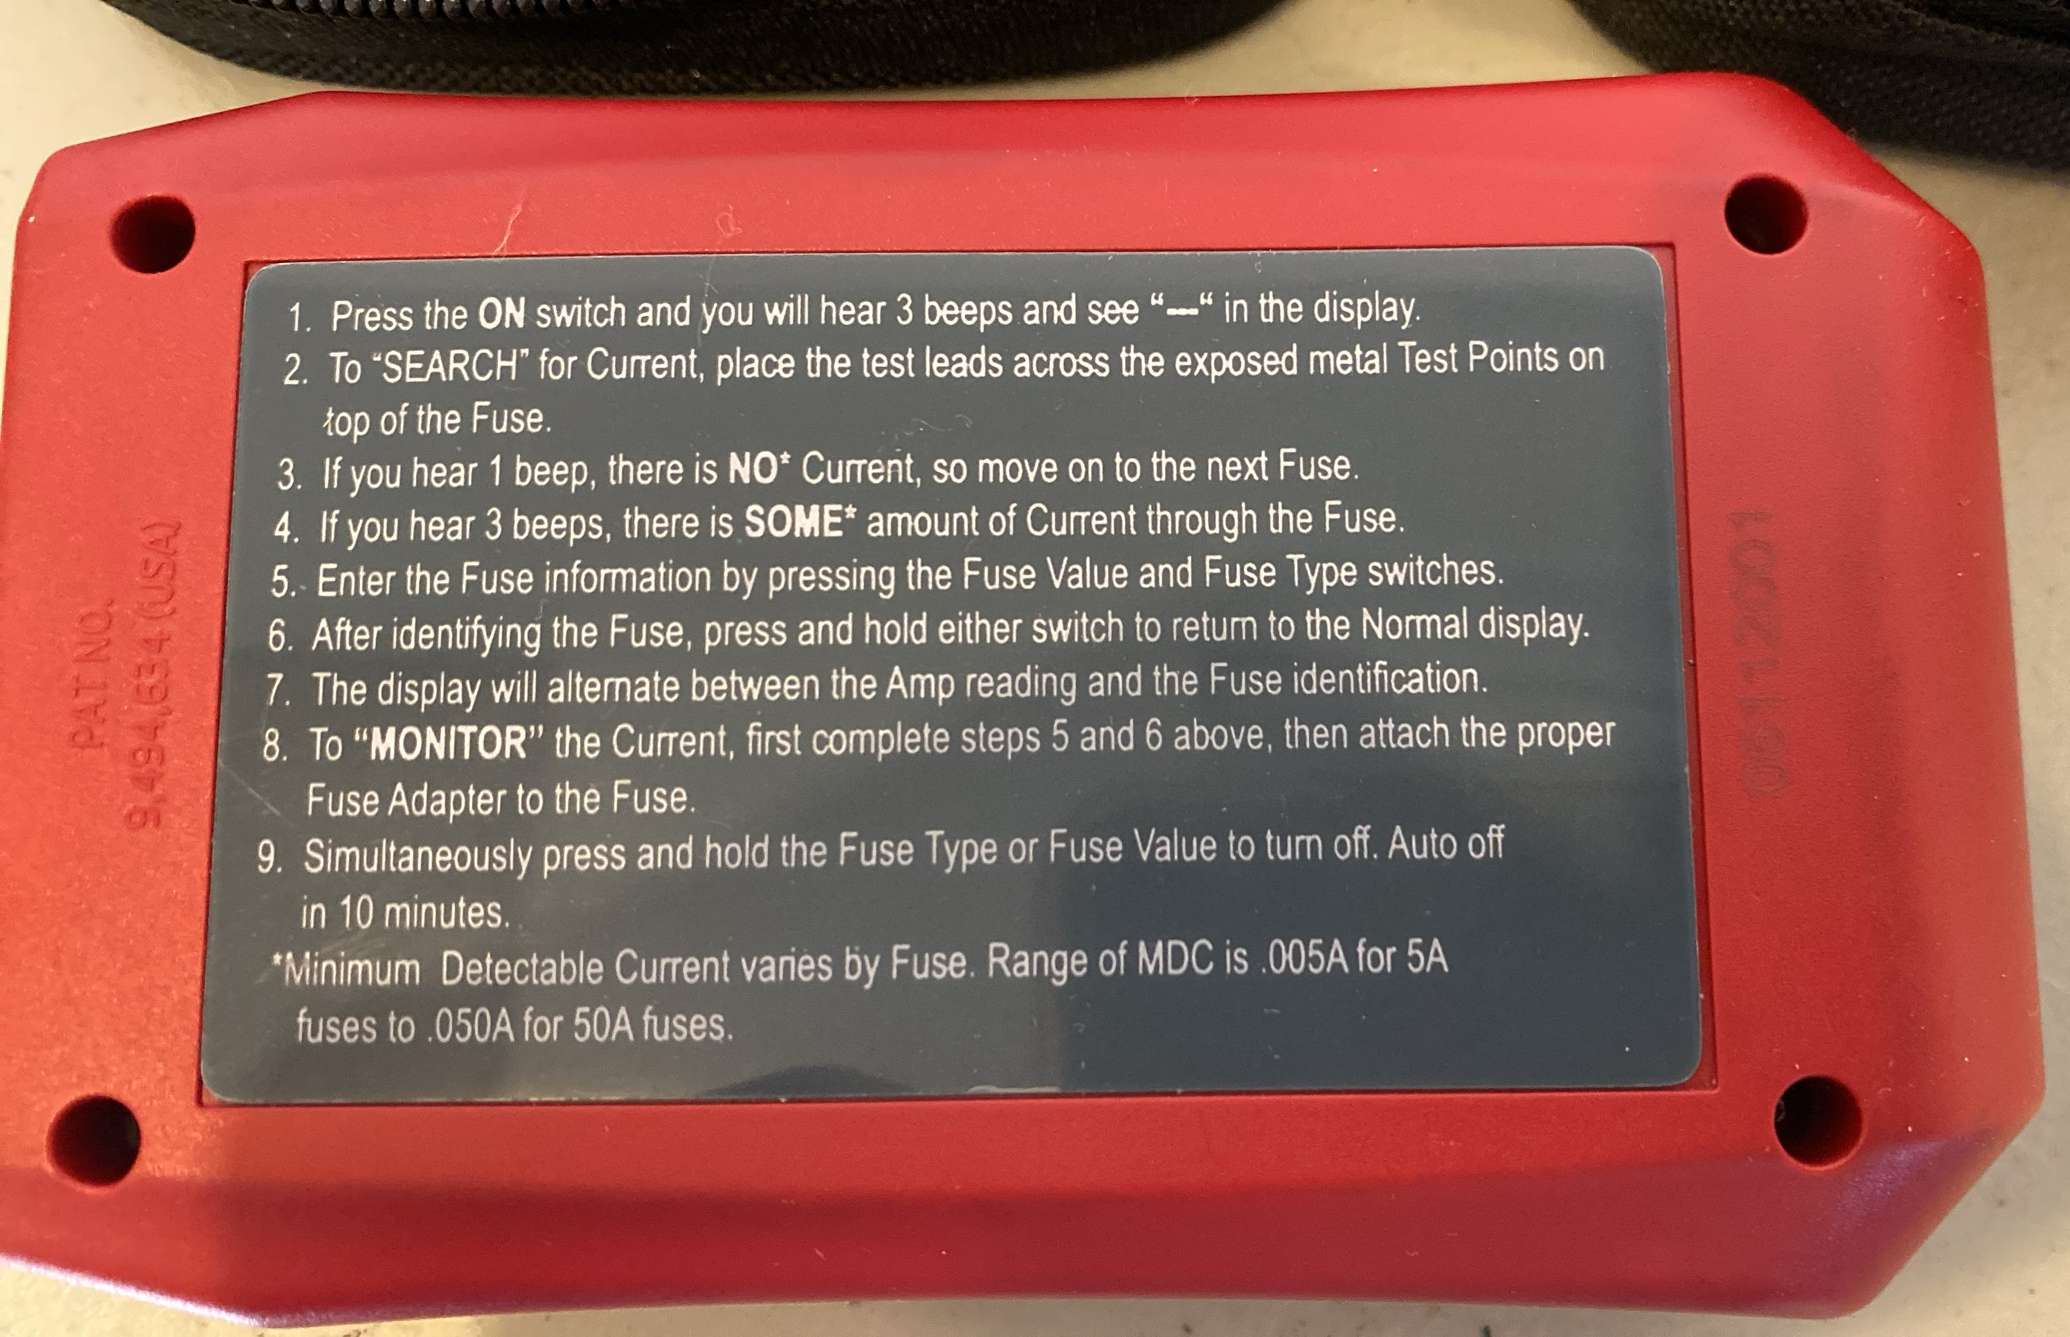 1. Press the ON switch and you will hear 3 beeps and see “---“ in the display.
2. To “SEARCH” for Current, place the test leads across the exposed metal Test Points on
top of the Fuse.
3. If you hear 1 beep, there is NO* Current, so move on to the next Fuse.
4. If you hear 3 beeps, there is SOME* amount of Current through the Fuse.
5. Enter the Fuse information by pressing the Fuse Value and Fuse Type switches.
6. After identifying the Fuse, press and hold either switch to return to the Normal display.
7. The display will alternate between the Amp reading and the Fuse identification.
8. To “MONITOR” the Current, first complete steps 5 and 6 above, then attach the proper
Fuse Adapter to the Fuse.
9. Simultaneously press and hold the Fuse Type or Fuse Value to turn off. Auto off
in 10 minutes.
*Minimum Detectable Current varies by Fuse. Range of MDC is .005A for 5A
fuses to .050A for 50A fuses.
PAT NO.
9,494,634 (USA)